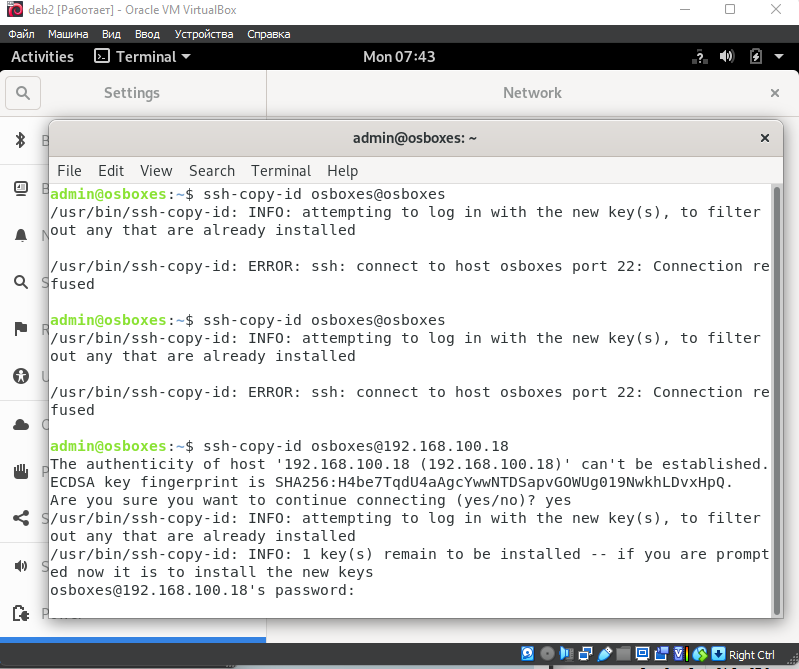 deb2 [Работает] - Oracle VM VirtualBox
Файл Машина Вид Ввод Устройства Справка
Activities Terminal Mon 07:43
Settings Network
admin@osboxes: ~
File Edit View Search Terminal Help
admin@osboxes:~$ ssh-copy-id osboxes@osboxes
/usr/bin/ssh-copy-id: INFO: attempting to log in with the new key(s), to filter
out any that are already installed
/usr/bin/ssh-copy-id: ERROR: ssh: connect to host osboxes port 22: Connection re
fused
admin@osboxes:~$ ssh-copy-id osboxes@osboxes
/usr/bin/ssh-copy-id: INFO: attempting to log in with the new key(s), to filter
out any that are already installed
/usr/bin/ssh-copy-id: ERROR: ssh: connect to host osboxes port 22: Connection re
fused
admin@osboxes:~$ ssh-copy-id osboxes@192.168.100.18
The authenticity of host '192.168.100.18 (192.168.100.18)' can't be established.
ECDSA key fingerprint is SHA256:H4be7TqdU4aAgcYwwNTDSapvGOWUg019NwkhLDvxHpQ.
Are you sure you want to continue connecting (yes/no)? yes
/usr/bin/ssh-copy-id: INFO: attempting to log in with the new key(s), to filter
out any that are already installed
/usr/bin/ssh-copy-id: INFO: 1 key(s) remain to be installed -- if you are prompt
ed now it is to install the new keys
osboxes@192.168.100.18's password:
Right Ctrl